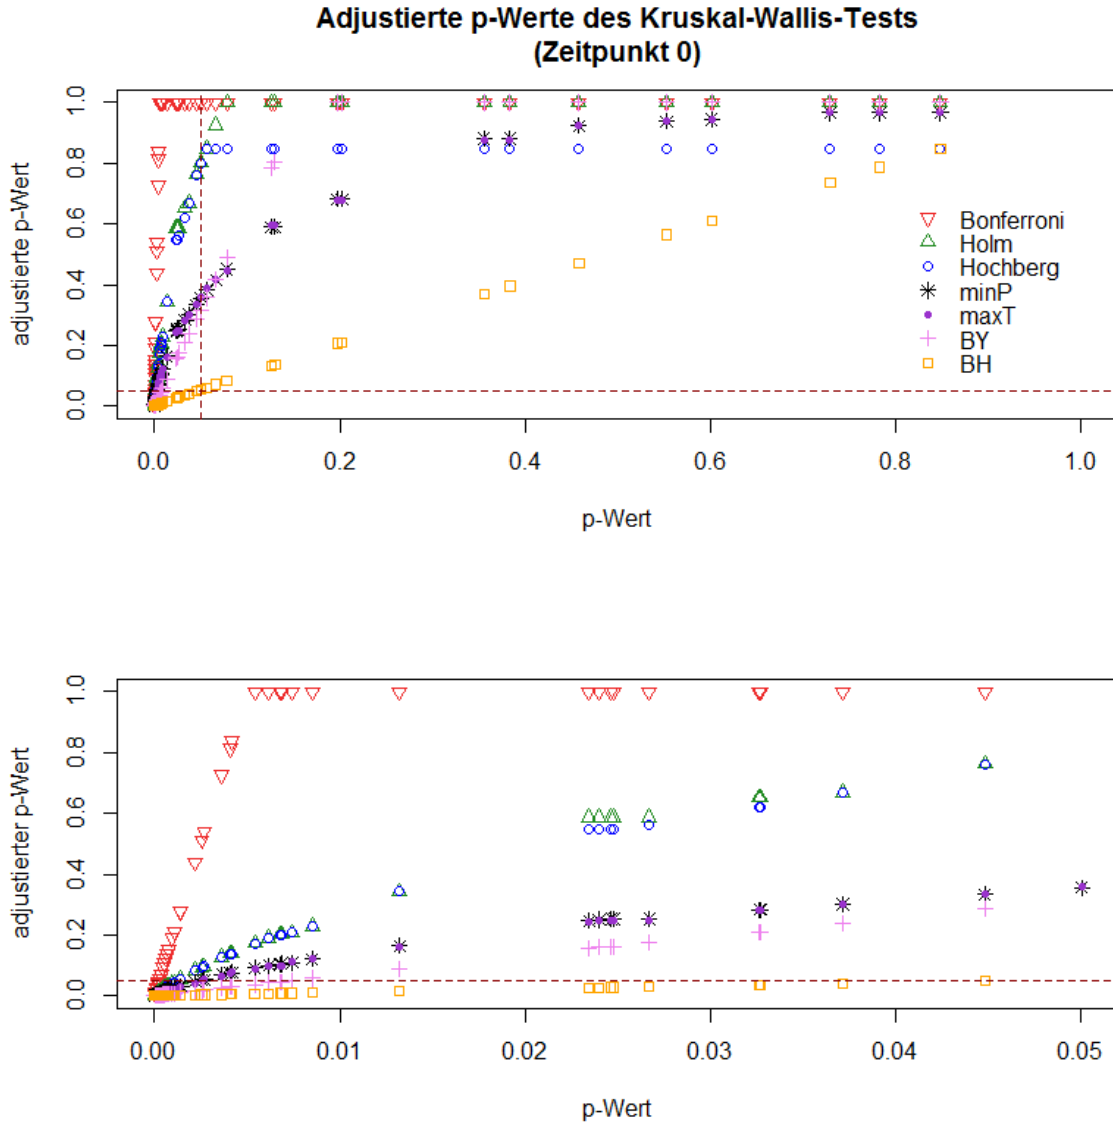 Adjustierte p-Werte des Kruskal-Wallis-Tests
(Zeitpunkt 0)
adjustierte p-Wert
1.0
0.8
0.6
0.4
0.2
0.0
Bonferroni
Holm
Hochberg
minP
maxT
BY
BH
0.0 0.2 0.4 0.6 0.8 1.0
p-Wert
adjustierter p-Wert
1.0
0.8
0.6
0.4
0.2
0.0
0.00 0.01 0.02 0.03 0.04 0.05
p-Wert